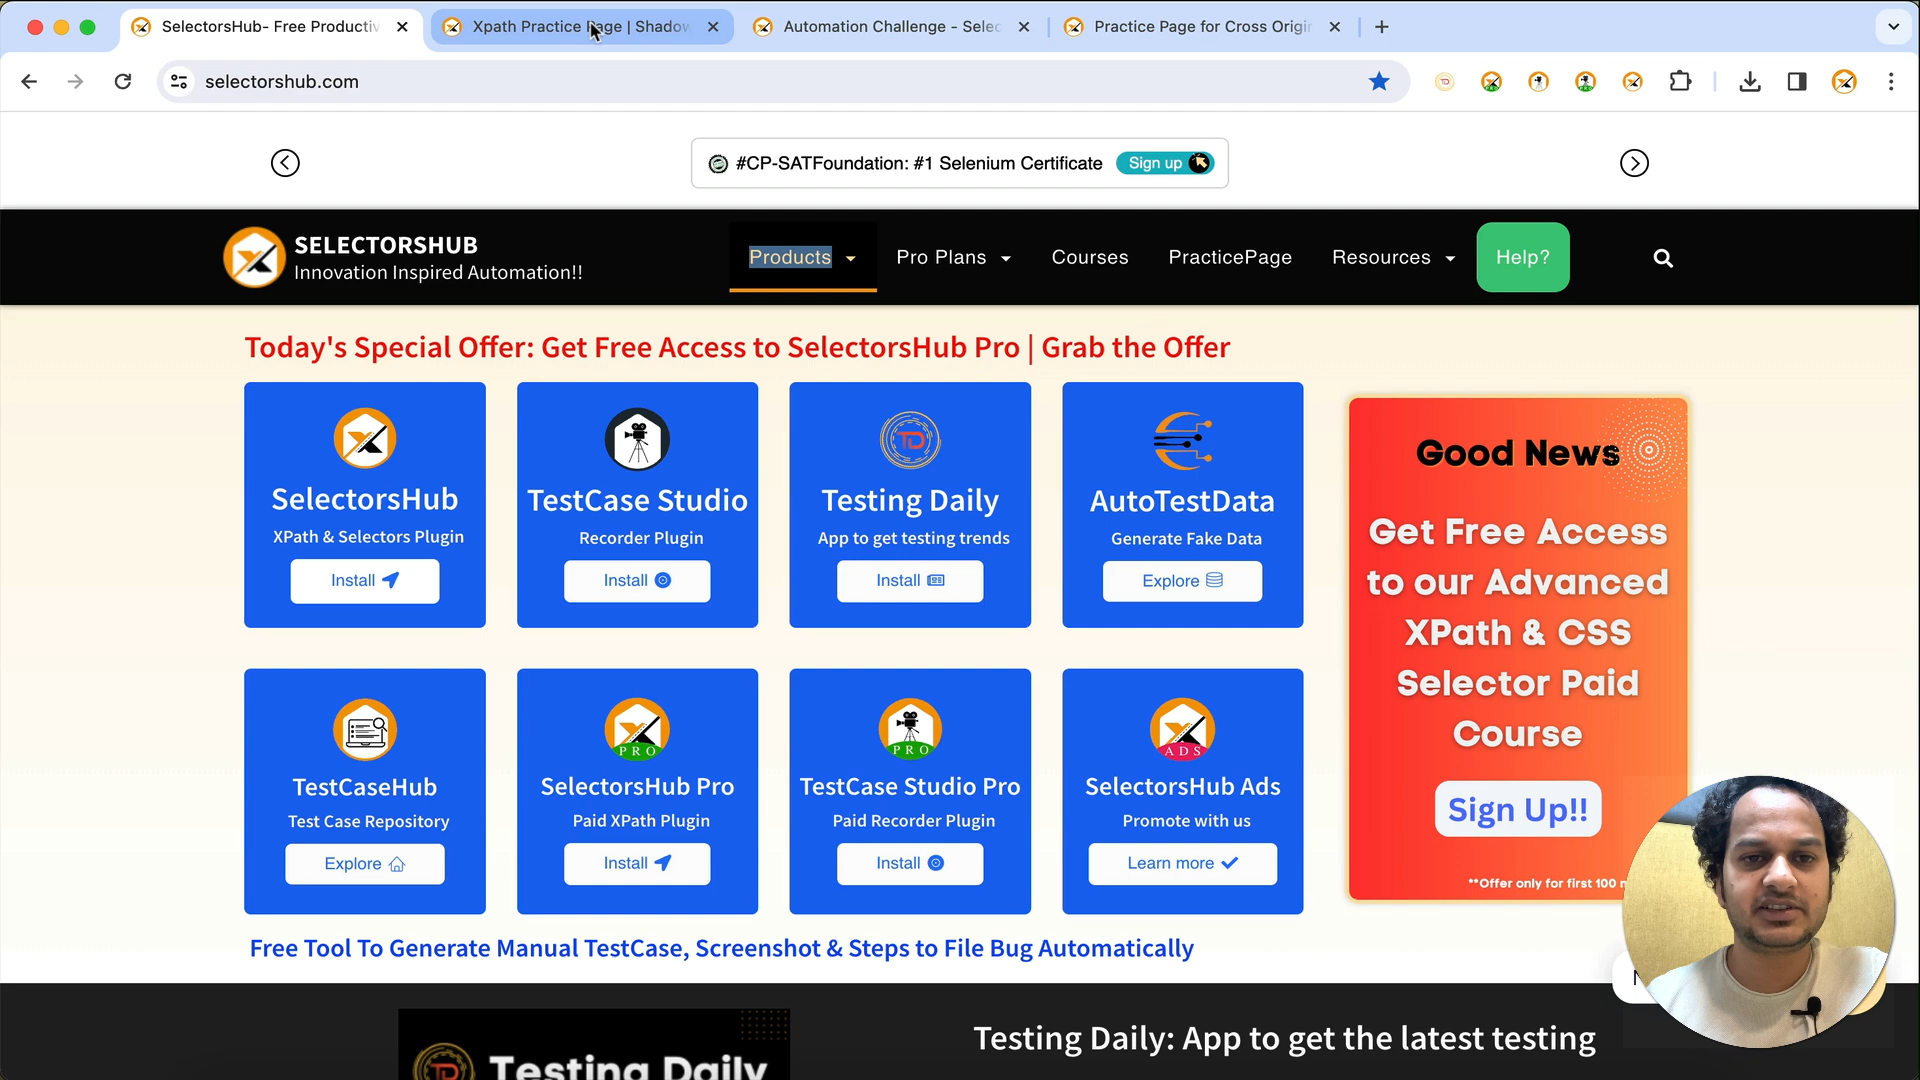 SelectorsHub- Free Productiv
Xpath Practice Page | Shadow
Automation Challenge - Selec
Practice Page for Cross Origin
selectorshub.com
#CP-SATFoundation: #1 Selenium Certificate Sign up
SELECTORSHUB
Innovation Inspired Automation!!
Products
Pro Plans
Courses
PracticePage
Resources
Help?
Today's Special Offer: Get Free Access to SelectorsHub Pro | Grab the Offer
SelectorsHub
XPath & Selectors Plugin
Install
TestCase Studio
Recorder Plugin
Install
TD
Testing Daily
App to get testing trends
Install
AutoTestData
Generate Fake Data
Explore
TestCaseHub
Test Case Repository
Explore
PRO
SelectorsHub Pro
Paid XPath Plugin
Install
PRO
TestCase Studio Pro
Paid Recorder Plugin
Install
ADS
SelectorsHub Ads
Promote with us
Learn more
Good News
Get Free Access
to our Advanced
XPath & CSS
Selector Paid
Course
Sign Up!!
**Offer only for first 100
Free Tool To Generate Manual TestCase, Screenshot & Steps to File Bug Automatically
Testing Daily
Testing Daily: App to get the latest testing